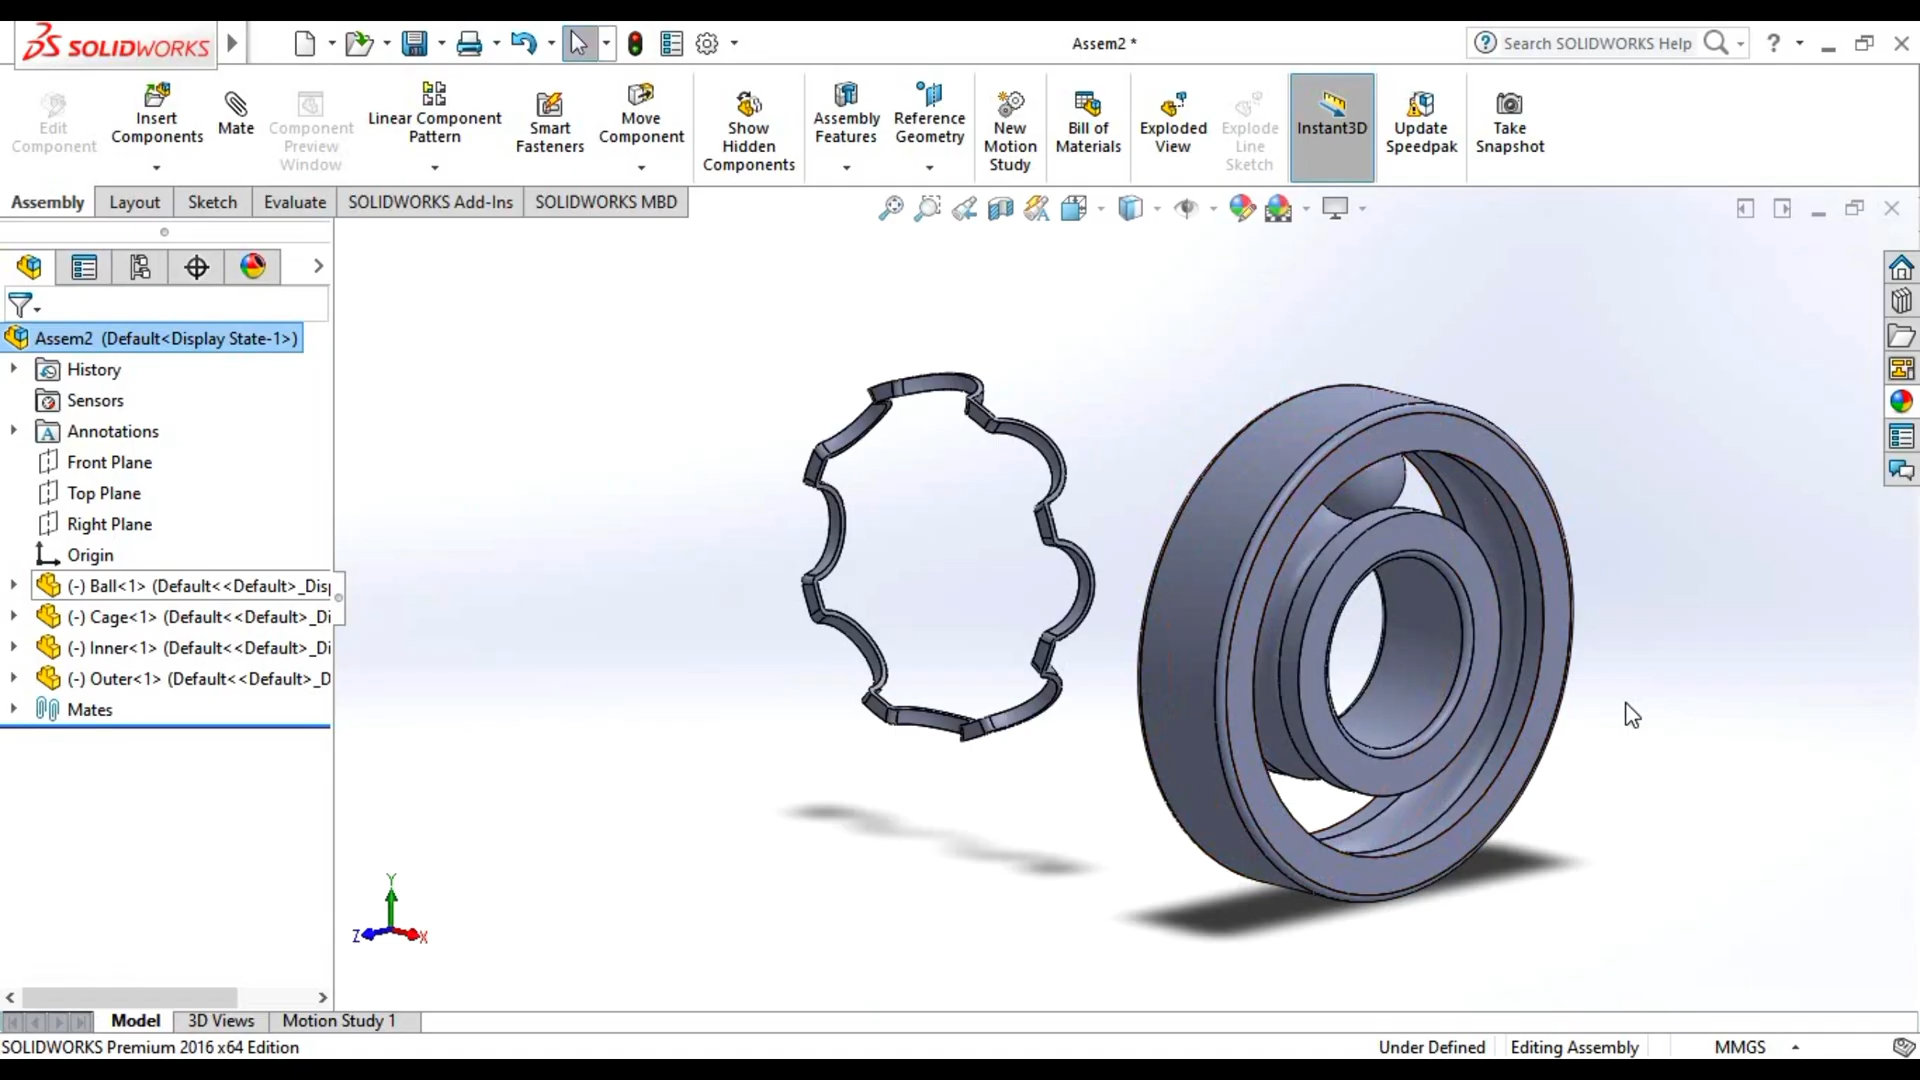 SOLIDWORKS
Assem2 *
Search SOLIDWORKS Help
?
Edit
Component
Insert
Components
Mate
Component
Preview
Window
Linear Component
Pattern
Smart
Fasteners
Move
Component
Show
Hidden
Components
Assembly
Features
Reference
Geometry
New
Motion
Study
Bill of
Materials
Exploded
View
Explode
Line
Sketch
Instant3D
Update
Speedpak
Take
Snapshot
Assembly
Layout
Sketch
Evaluate
SOLIDWORKS Add-Ins
SOLIDWORKS MBD
Assem2 (Default<Display State-1>)
History
Sensors
Annotations
Front Plane
Top Plane
Right Plane
Origin
(-) Ball<1> (Default<<Default>_Disp
(-) Cage<1> (Default<<Default>_Di
(-) Inner<1> (Default<<Default>_Di
(-) Outer<1> (Default<<Default>_D
Mates
Y
Z
X
Model
3D Views
Motion Study 1
SOLIDWORKS Premium 2016 x64 Edition
Under Defined
Editing Assembly
MMGS